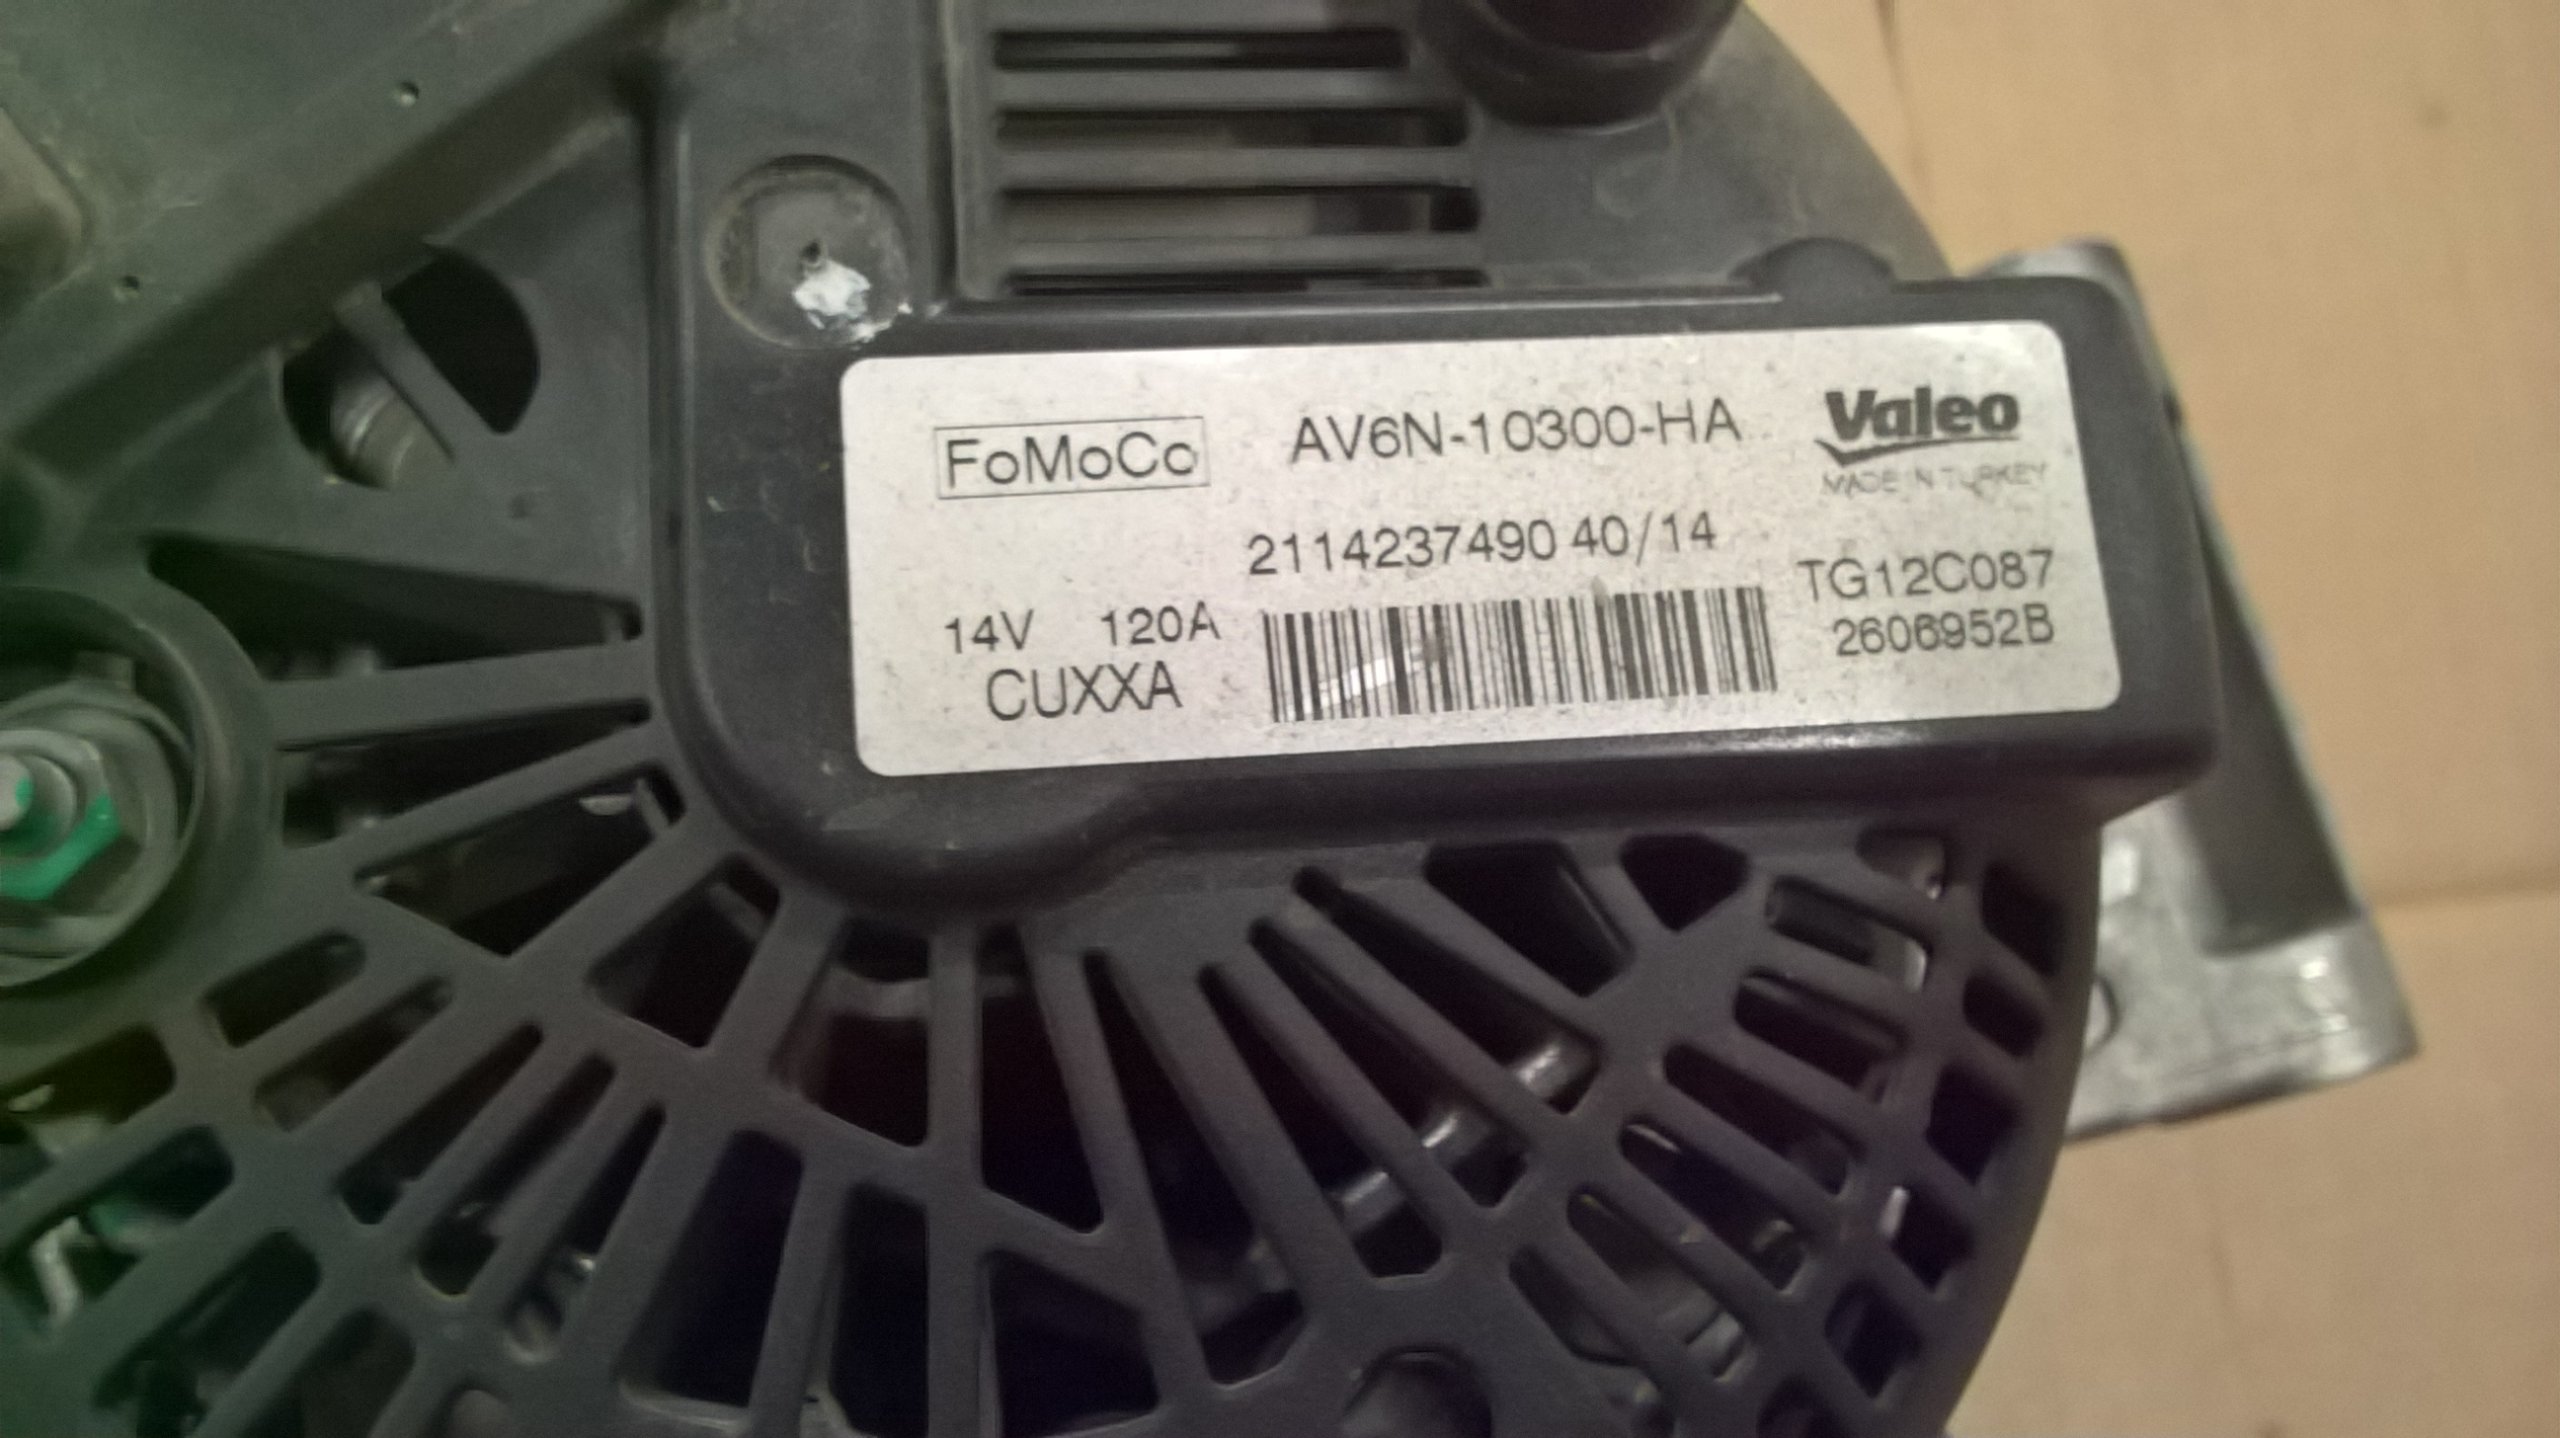 FoMoCo AV6N-10300-HA Valeo
MADE IN TURKEY
2114237490 40/14
14V 120A TG12C087
CUXXA 2606952B